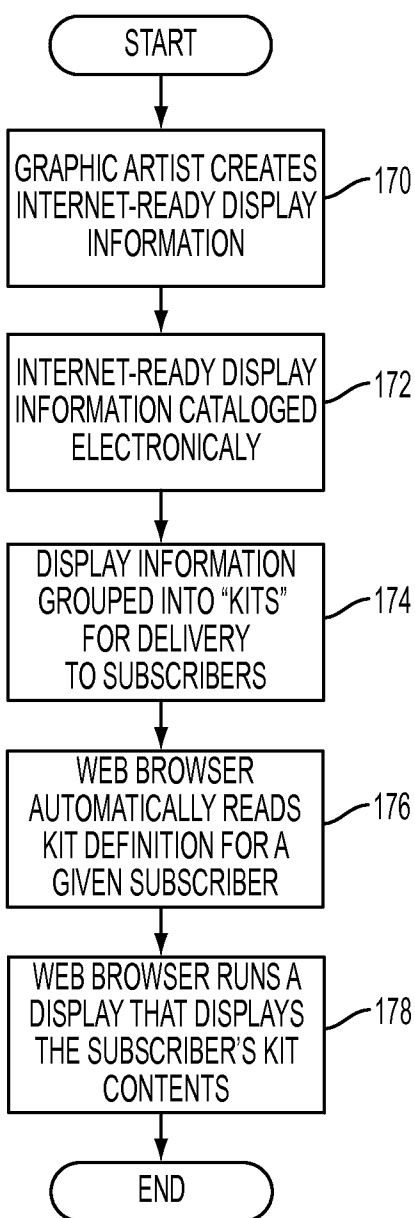 START
GRAPHIC ARTIST CREATES
INTERNET-READY DISPLAY
INFORMATION
170
INTERNET-READY DISPLAY
INFORMATION CATALOGED
ELECTRONICALY
172
DISPLAY INFORMATION
GROUPED INTO “KITS”
FOR DELIVERY
TO SUBSCRIBERS
174
WEB BROWSER
AUTOMATICALLY READS
KIT DEFINITION FOR A
GIVEN SUBSCRIBER
176
WEB BROWSER RUNS A
DISPLAY THAT DISPLAYS
THE SUBSCRIBER’S KIT
CONTENTS
178
END